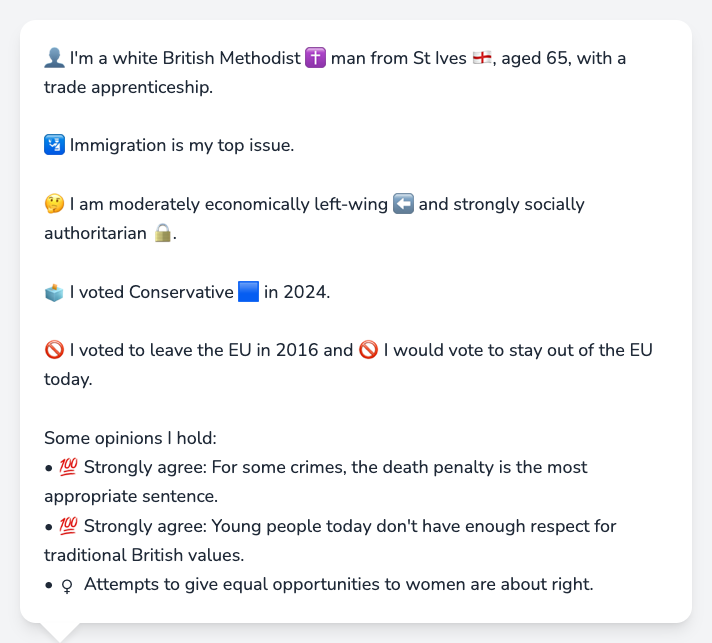 👤 I'm a white British Methodist ✝️ man from St Ives 🏴󠁧󠁢󠁥󠁮󠁧󠁿, aged 65, with a
trade apprenticeship.
🛂 Immigration is my top issue.
🤔 I am moderately economically left-wing ⬅️ and strongly socially
authoritarian 🔒.
🗳️ I voted Conservative 🟦 in 2024.
🚫 I voted to leave the EU in 2016 and 🚫 I would vote to stay out of the EU
today.
Some opinions I hold:
• 💯 Strongly agree: For some crimes, the death penalty is the most
appropriate sentence.
• 💯 Strongly agree: Young people today don't have enough respect for
traditional British values.
• ♀ Attempts to give equal opportunities to women are about right.